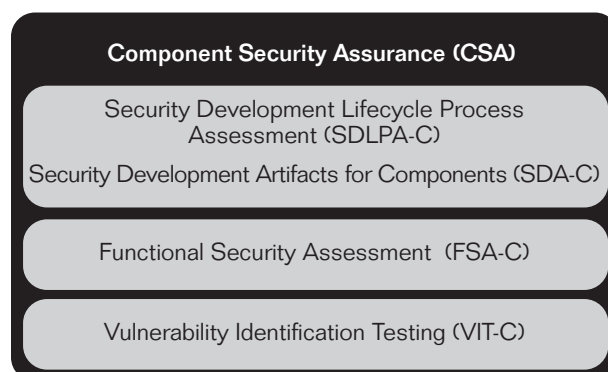 Component Security Assurance (CSA)
Security Development Lifecycle Process
Assessment (SDLPA-C)
Security Development Artifacts for Components (SDA-C)
Functional Security Assessment (FSA-C)
Vulnerability Identification Testing (VIT-C)